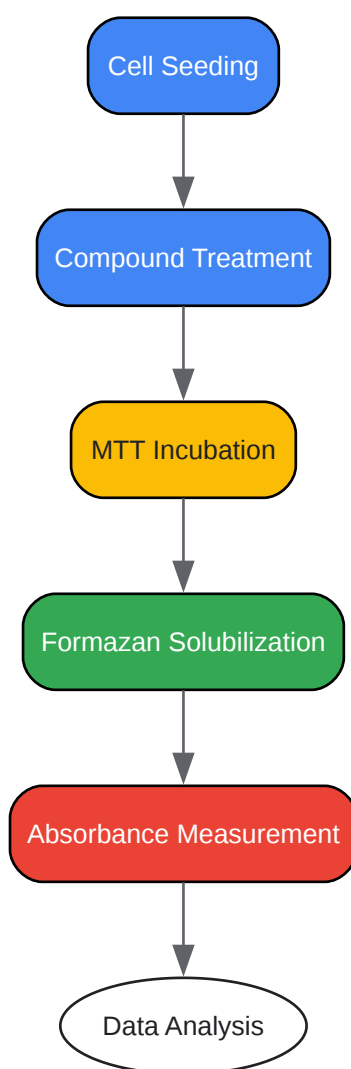 Cell Seeding
Compound Treatment
MTT Incubation
Formazan Solubilization
Absorbance Measurement
Data Analysis